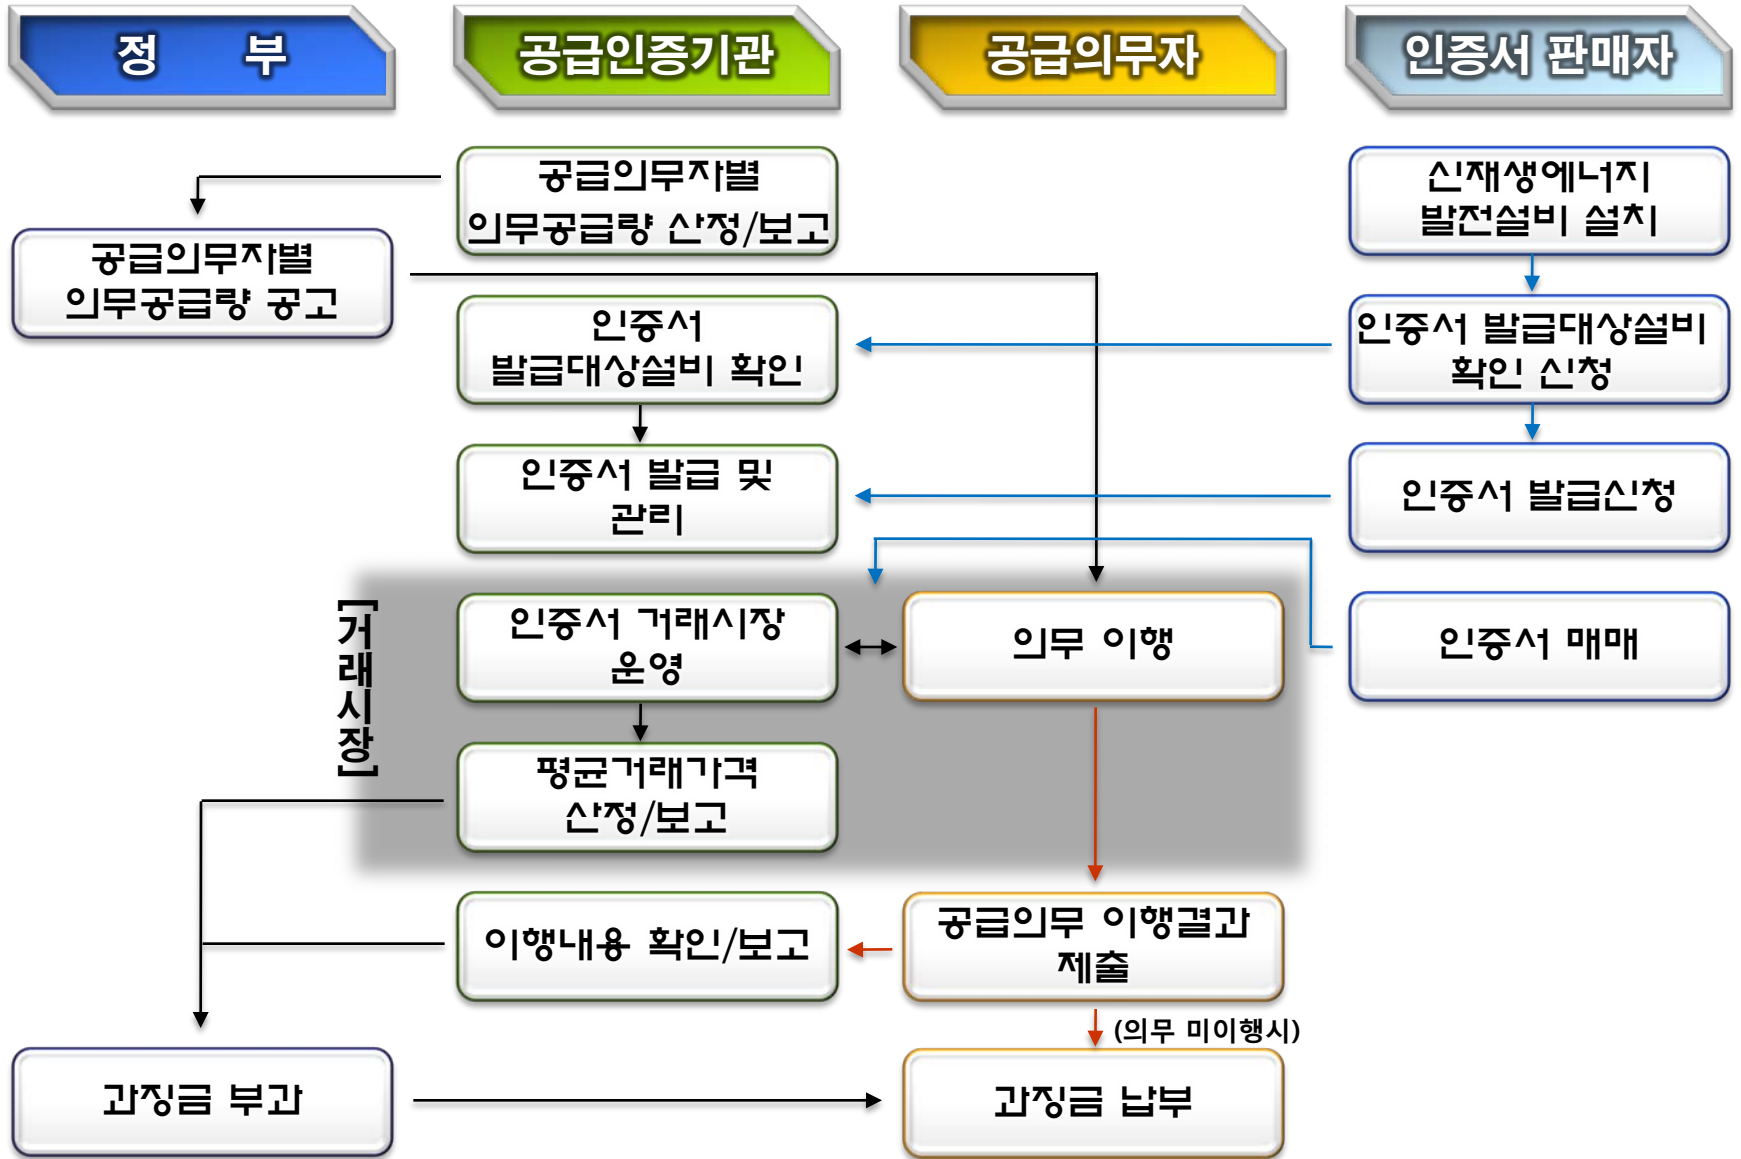 정 부
공급인증기관
공급의무자
인증서 판매자
공급의무자별
의무공급량 산정/보고
신재생에너지
발전설비 설치
공급의무자별
의무공급량 공고
인증서
발급대상설비 확인
인증서 발급대상설비
확인 신청
인증서 발급 및
관리
인증서 발급신청
[거래시장]
인증서 거래시장
운영
의무 이행
인증서 매매
평균거래가격
산정/보고
이행내용 확인/보고
공급의무 이행결과
제출
(의무 미이행시)
과징금 부과
과징금 납부